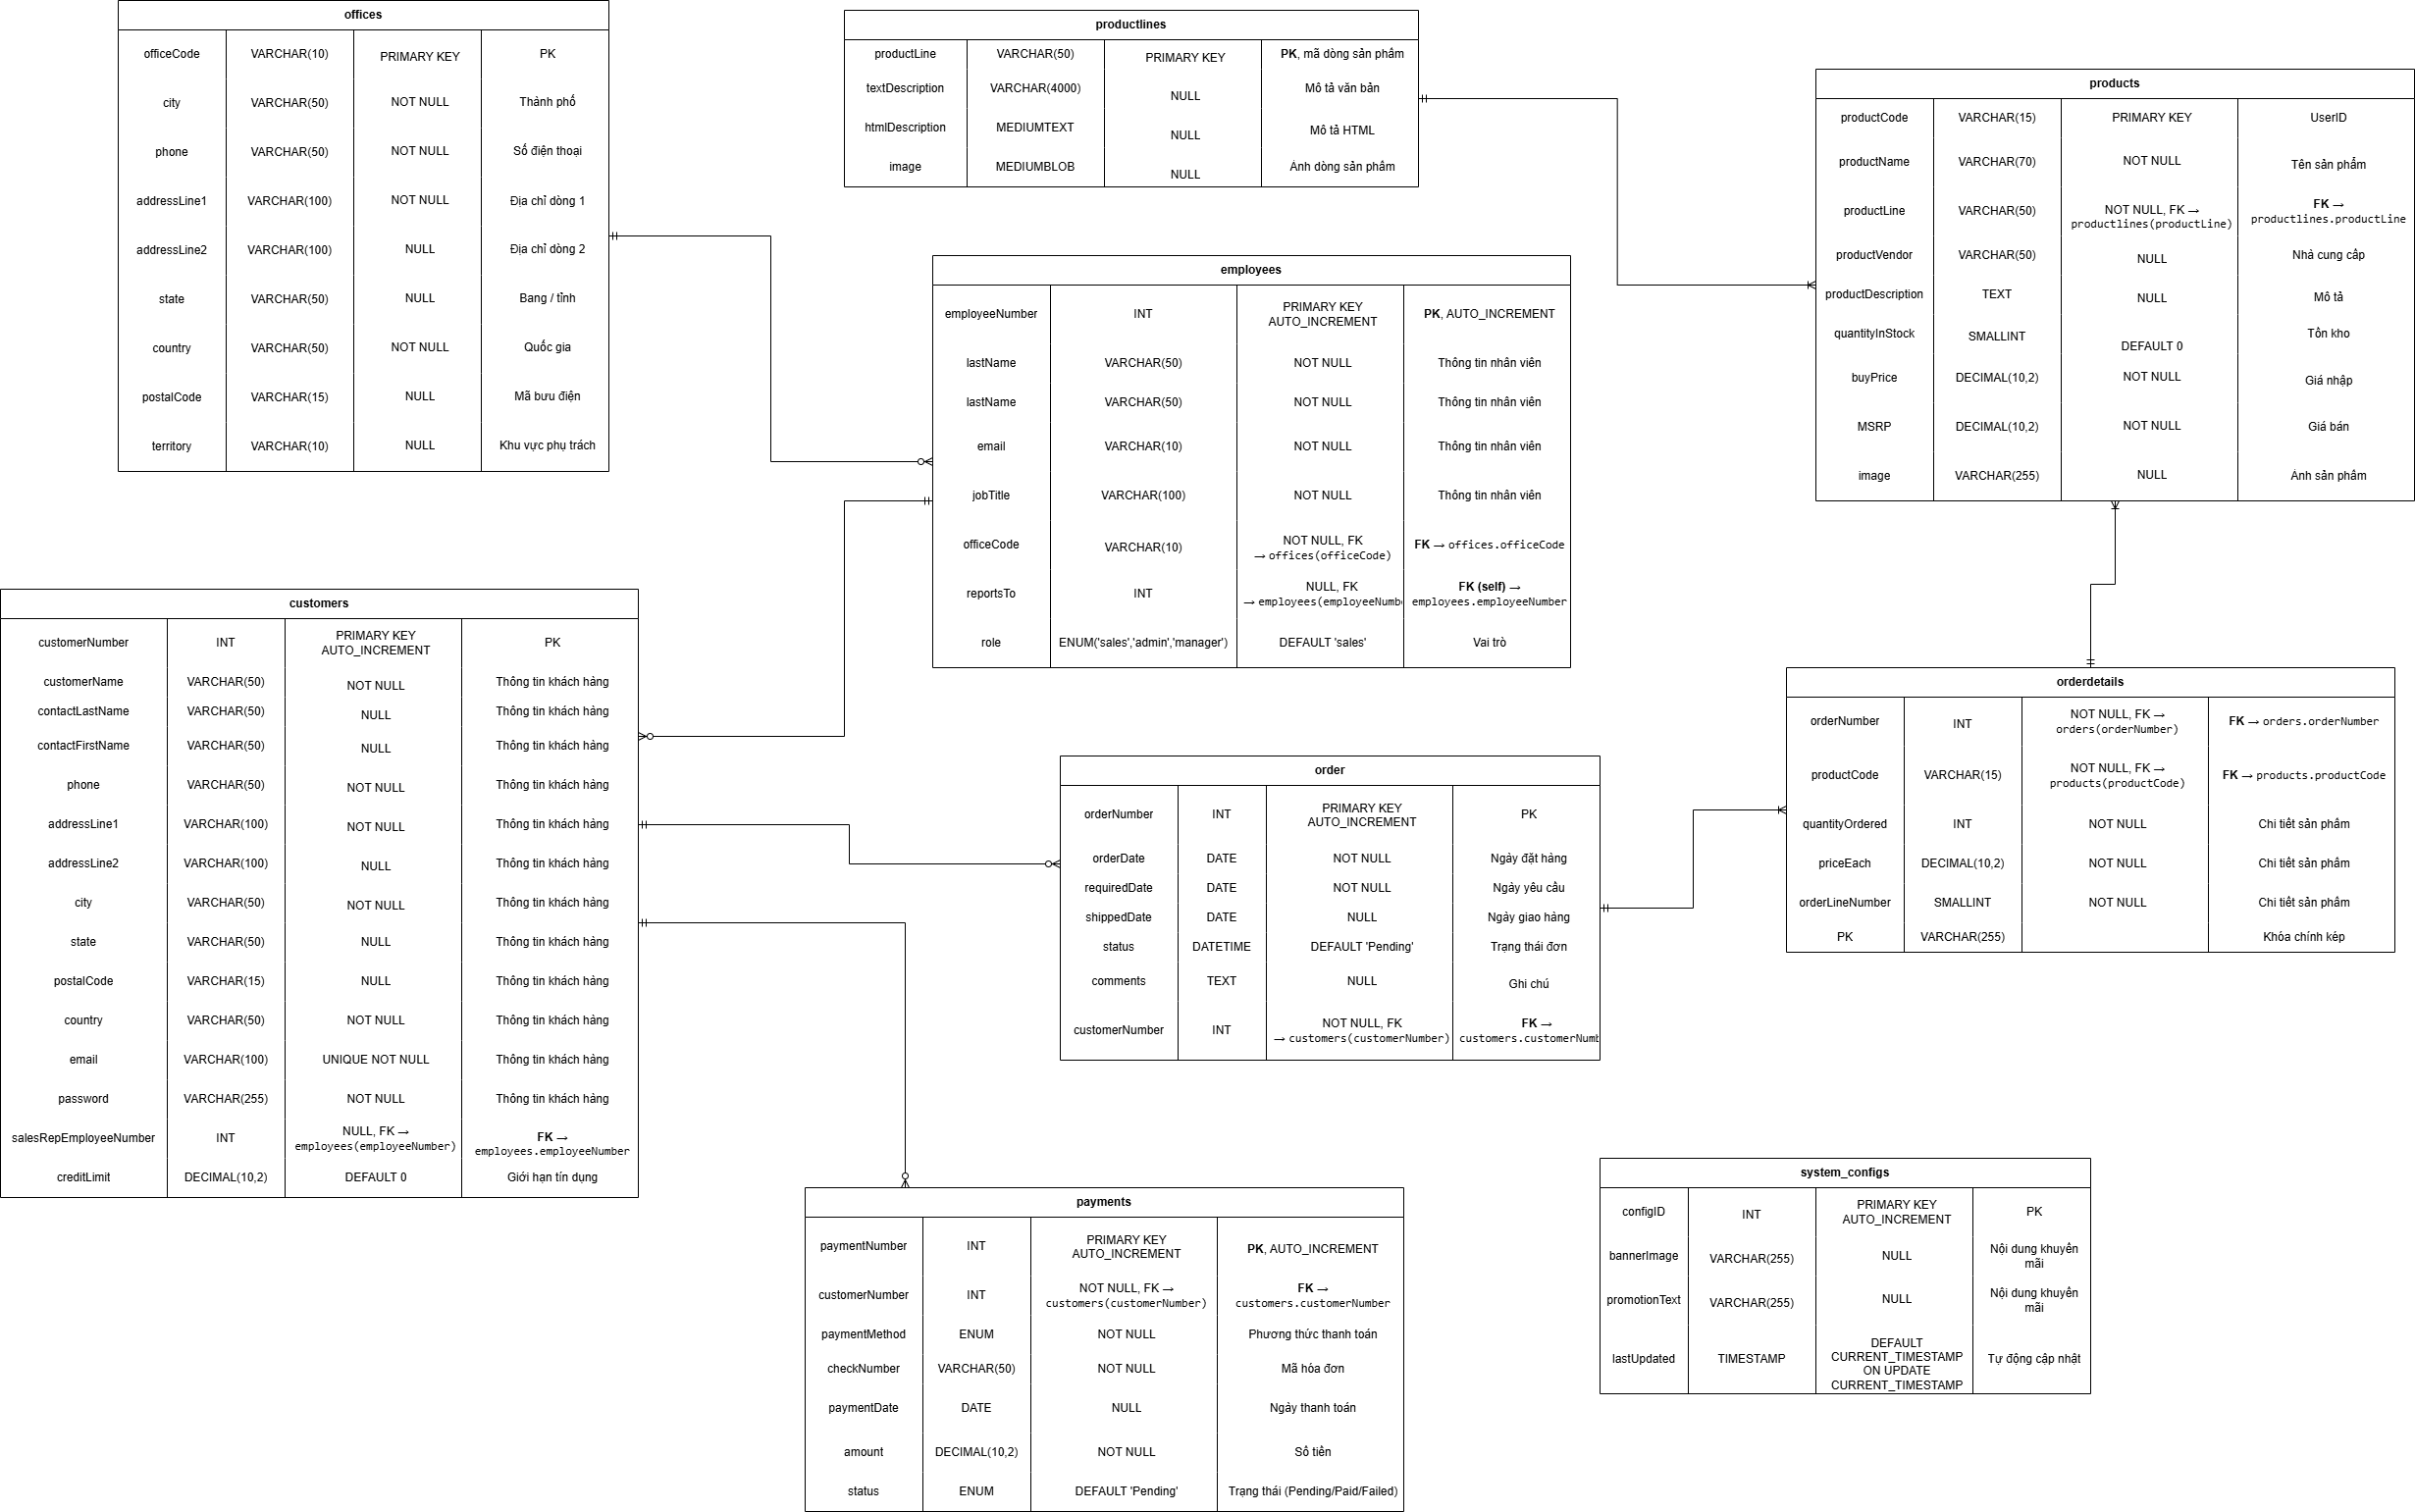 offices
officeCode VARCHAR(10) PRIMARY KEY PK
city VARCHAR(50) NOT NULL Thành phố
phone VARCHAR(50) NOT NULL Số điện thoại
addressLine1 VARCHAR(100) NOT NULL Địa chỉ dòng 1
addressLine2 VARCHAR(100) NULL Địa chỉ dòng 2
state VARCHAR(50) NULL Bang / tỉnh
country VARCHAR(50) NOT NULL Quốc gia
postalCode VARCHAR(15) NULL Mã bưu điện
territory VARCHAR(10) NULL Khu vực phụ trách
productlines
productLine VARCHAR(50) PRIMARY KEY PK, mã dòng sản phẩm
textDescription VARCHAR(4000) NULL Mô tả văn bản
htmlDescription MEDIUMTEXT NULL Mô tả HTML
image MEDIUMBLOB NULL Ảnh dòng sản phẩm
products
productCode VARCHAR(15) PRIMARY KEY UserID
productName VARCHAR(70) NOT NULL Tên sản phẩm
productLine VARCHAR(50) NOT NULL, FK → FK →
productlines(productLine) productlines.productLine
productVendor VARCHAR(50) NULL Nhà cung cấp
productDescription TEXT NULL Mô tả
quantityInStock SMALLINT DEFAULT 0 Tồn kho
buyPrice DECIMAL(10,2) NOT NULL Giá nhập
MSRP DECIMAL(10,2) NOT NULL Giá bán
image VARCHAR(255) NULL Ảnh sản phẩm
employees
employeeNumber INT PRIMARY KEY PK, AUTO_INCREMENT
AUTO_INCREMENT
lastName VARCHAR(50) NOT NULL Thông tin nhân viên
lastName VARCHAR(50) NOT NULL Thông tin nhân viên
email VARCHAR(10) NOT NULL Thông tin nhân viên
jobTitle VARCHAR(100) NOT NULL Thông tin nhân viên
officeCode VARCHAR(10) NOT NULL, FK FK → offices.officeCode
→ offices(officeCode)
reportsTo INT NULL, FK FK (self) →
→ employees(employeeNumb employees.employeeNumber
role ENUM('sales','admin','manager') DEFAULT 'sales' Vai trò
customers
customerNumber INT PRIMARY KEY PK
AUTO_INCREMENT
customerName VARCHAR(50) NOT NULL Thông tin khách hàng
contactLastName VARCHAR(50) NULL Thông tin khách hàng
contactFirstName VARCHAR(50) NULL Thông tin khách hàng
phone VARCHAR(50) NOT NULL Thông tin khách hàng
addressLine1 VARCHAR(100) NOT NULL Thông tin khách hàng
addressLine2 VARCHAR(100) NULL Thông tin khách hàng
city VARCHAR(50) NOT NULL Thông tin khách hàng
state VARCHAR(50) NULL Thông tin khách hàng
postalCode VARCHAR(15) NULL Thông tin khách hàng
country VARCHAR(50) NOT NULL Thông tin khách hàng
email VARCHAR(100) UNIQUE NOT NULL Thông tin khách hàng
password VARCHAR(255) NOT NULL Thông tin khách hàng
salesRepEmployeeNumber INT NULL, FK → FK →
employees(employeeNumber) employees.employeeNumber
creditLimit DECIMAL(10,2) DEFAULT 0 Giới hạn tín dụng
order
orderNumber INT PRIMARY KEY PK
AUTO_INCREMENT
orderDate DATE NOT NULL Ngày đặt hàng
requiredDate DATE NOT NULL Ngày yêu cầu
shippedDate DATE NULL Ngày giao hàng
status DATETIME DEFAULT 'Pending' Trạng thái đơn
comments TEXT NULL Ghi chú
customerNumber INT NOT NULL, FK FK →
→ customers(customerNumber) customers.customerNumb
orderdetails
orderNumber INT NOT NULL, FK → FK → orders.orderNumber
orders(orderNumber)
productCode VARCHAR(15) NOT NULL, FK → FK → products.productCode
products(productCode)
quantityOrdered INT NOT NULL Chi tiết sản phẩm
priceEach DECIMAL(10,2) NOT NULL Chi tiết sản phẩm
orderLineNumber SMALLINT NOT NULL Chi tiết sản phẩm
PK VARCHAR(255) Khóa chính kép
payments
paymentNumber INT PRIMARY KEY PK, AUTO_INCREMENT
AUTO_INCREMENT
customerNumber INT NOT NULL, FK → FK →
customers(customerNumber) customers.customerNumber
paymentMethod ENUM NOT NULL Phương thức thanh toán
checkNumber VARCHAR(50) NOT NULL Mã hóa đơn
paymentDate DATE NULL Ngày thanh toán
amount DECIMAL(10,2) NOT NULL Số tiền
status ENUM DEFAULT 'Pending' Trạng thái (Pending/Paid/Failed)
system_configs
configID INT PRIMARY KEY PK
AUTO_INCREMENT
bannerImage VARCHAR(255) NULL Nội dung khuyến
mãi
promotionText VARCHAR(255) NULL Nội dung khuyến
mãi
lastUpdated TIMESTAMP DEFAULT Tự động cập nhật
CURRENT_TIMESTAMP
ON UPDATE
CURRENT_TIMESTAMP